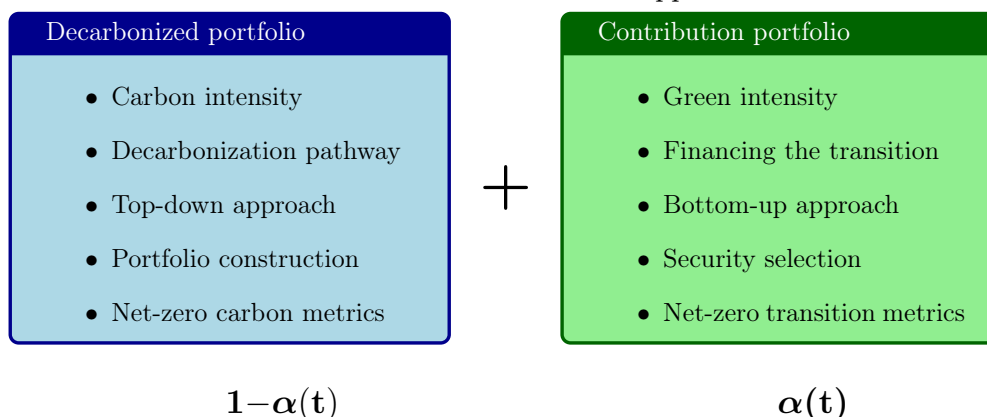 Decarbonized portfolio
• Carbon intensity
• Decarbonization pathway
• Top-down approach
• Portfolio construction
• Net-zero carbon metrics
+
Contribution portfolio
• Green intensity
• Financing the transition
• Bottom-up approach
• Security selection
• Net-zero transition metrics
1−α(t)
α(t)